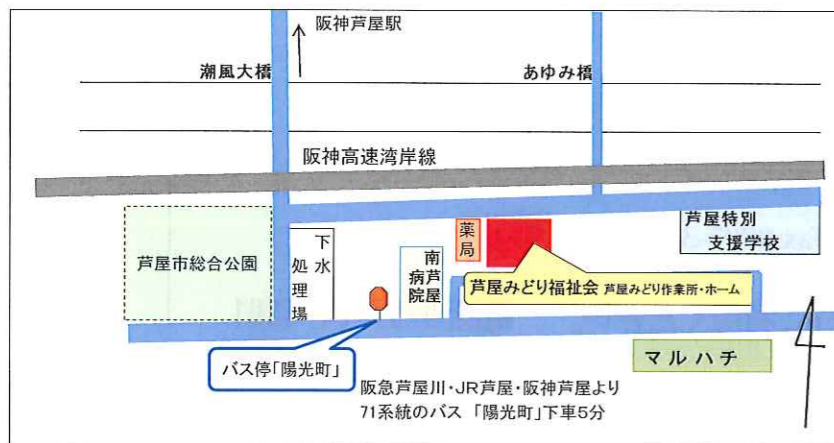 阪神芦屋駅
潮風大橋
あゆみ橋
阪神高速湾岸線
芦屋市総合公園
下水
処理場
南芦屋
病院
薬局
芦屋特別
支援学校
芦屋みどり福祉会 芦屋みどり作業所・ホーム
バス停「陽光町」
マルハチ
阪急芦屋川・JR芦屋・阪神芦屋より
71系統のバス 「陽光町」下車5分